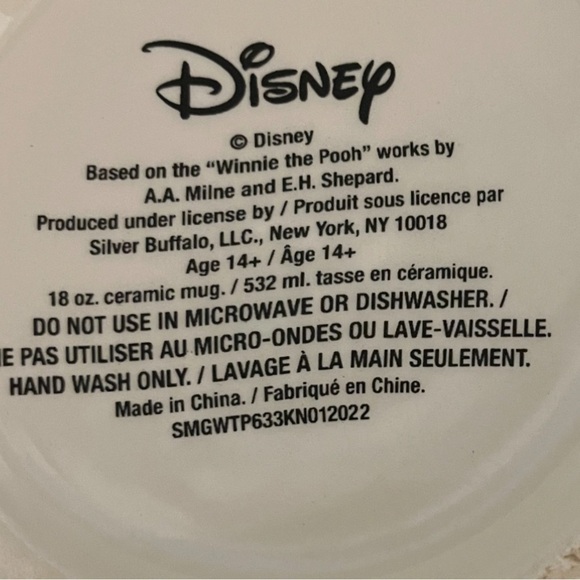 Disney
© Disney
Based on the “Winnie the Pooh” works by
A.A. Milne and E.H. Shepard.
Produced under license by / Produit sous licence par
Silver Buffalo, LLC., New York, NY 10018
Age 14+ / Âge 14+
18 oz. ceramic mug. / 532 ml. tasse en céramique.
DO NOT USE IN MICROWAVE OR DISHWASHER. /
NE PAS UTILISER AU MICRO-ONDES OU LAVE-VAISSELLE.
HAND WASH ONLY. / LAVAGE À LA MAIN SEULEMENT.
Made in China. / Fabriqué en Chine.
SMGWTP633KN012022